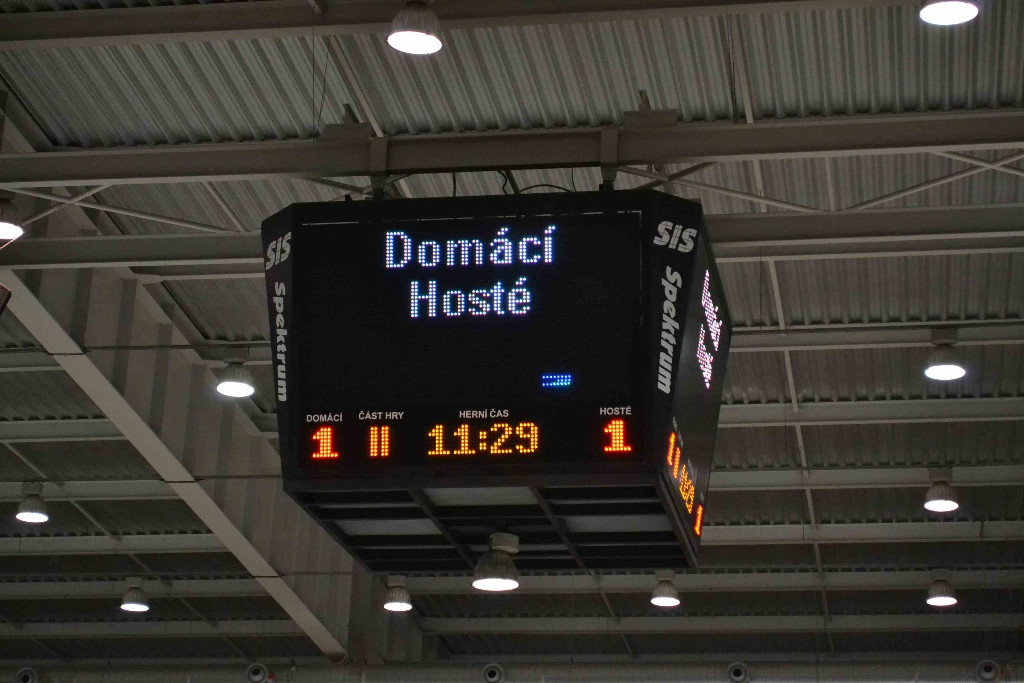 SIS
Spektrum
Domácí
Hosté
DOMÁCÍ ČÁST HRY HERNÍ ČAS HOSTÉ
1 II 11:29 1
SIS
Spektrum